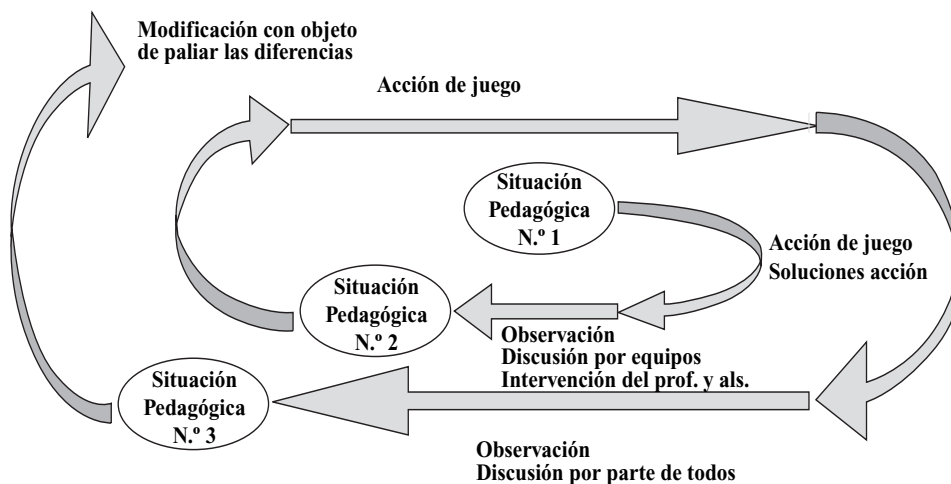 Modificación con objeto
de paliar las diferencias
Acción de juego
Situación
Pedagógica
N.º 1
Acción de juego
Soluciones acción
Situación
Pedagógica
N.º 2
Observación
Discusión por equipos
Intervención del prof. y als.
Situación
Pedagógica
N.º 3
Observación
Discusión por parte de todos